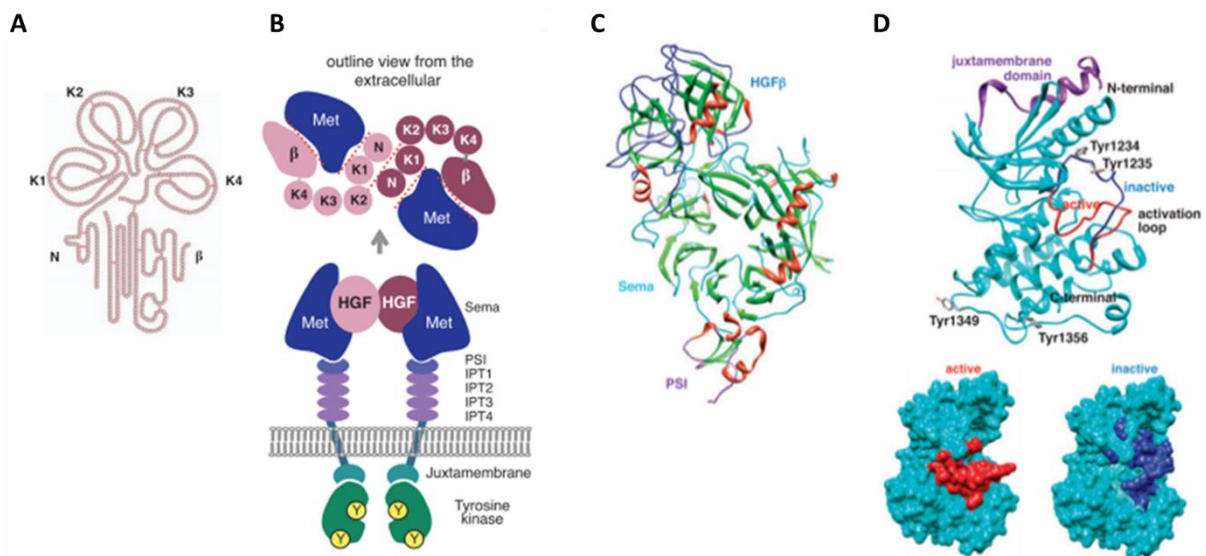 A
K2
K3
K1
K4
N
β
B
outline view from the
extracellular
Met
β
N
K1
K4
K3
K2
K2
K3
K4
K1
N
β
Met
HGF
HGF
Met
Met
Sema
PSI
IPT1
IPT2
IPT3
IPT4
Juxtamembrane
Tyrosine
kinase
Y
Y
Y
Y
C
HGFβ
Sema
PSI
D
juxtamembrane
domain
N-terminal
Tyr1234
Tyr1235
inactive
active
activation
loop
C-terminal
Tyr1349
Tyr1356
active
inactive